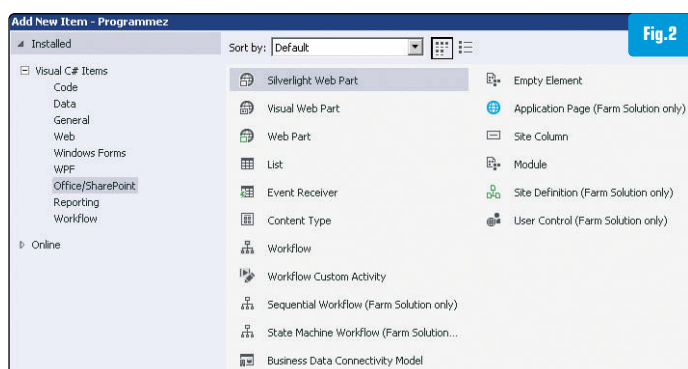 Add New Item - Programmez
Fig.2
Installed
Sort by: Default
Visual C# Items
Code
Data
General
Web
Windows Forms
WPF
Office/SharePoint
Reporting
Workflow
Online
Silverlight Web Part
Visual Web Part
Web Part
List
Event Receiver
Content Type
Workflow
Workflow Custom Activity
Sequential Workflow (Farm Solution only)
State Machine Workflow (Farm Solution...
Business Data Connectivity Model
Empty Element
Application Page (Farm Solution only)
Site Column
Module
Site Definition (Farm Solution only)
User Control (Farm Solution only)